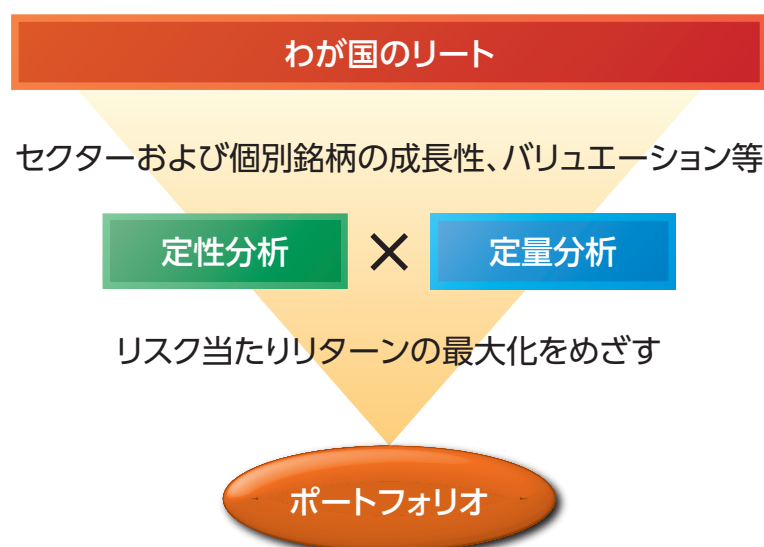 わが国のリート
セクターおよび個別銘柄の成長性、バリュエーション等
定性分析 × 定量分析
リスク当たりリターンの最大化をめざす
ポートフォリオ